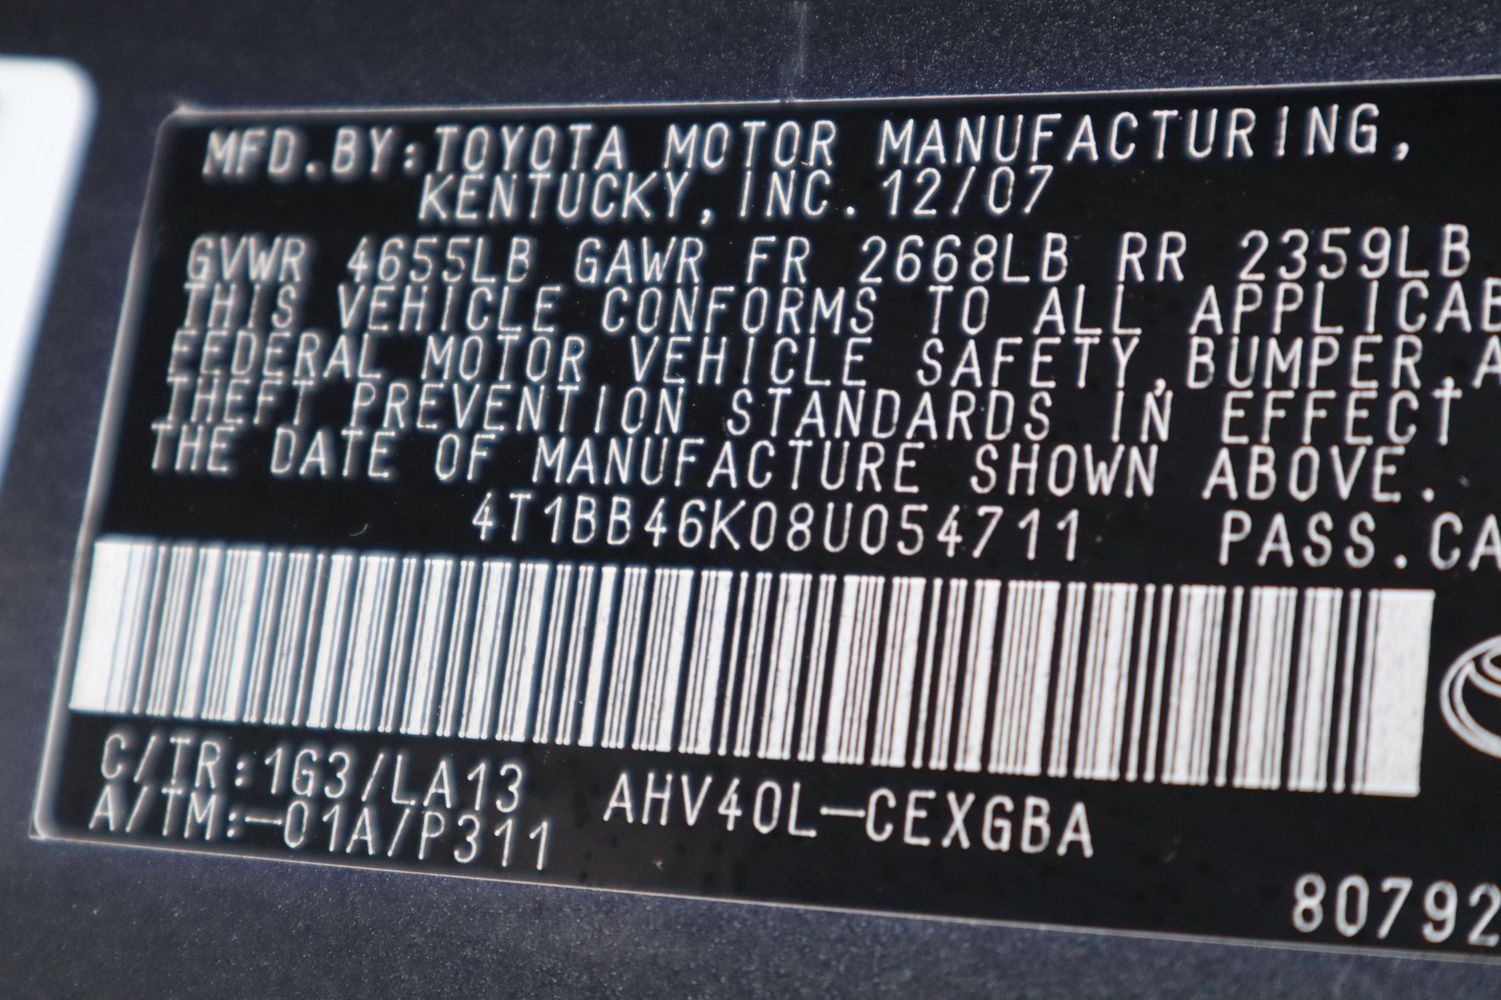 MFD.BY:TOYOTA MOTOR MANUFACTURING,
KENTUCKY, INC. 12/07
GVWR 4655LB GAWR FR 2668LB RR 2359LB
THIS VEHICLE CONFORMS TO ALL APPLICAB
FEDERAL MOTOR VEHICLE SAFETY,BUMPER,A
THEFT PREVENTION STANDARDS IN EFFECT
THE DATE OF MANUFACTURE SHOWN ABOVE.
4T1BB46K08U054711 PASS.CA
C/TR:1G3/LA13 AHV40L-CEXGBA
A/TM:-01A/P311
80792